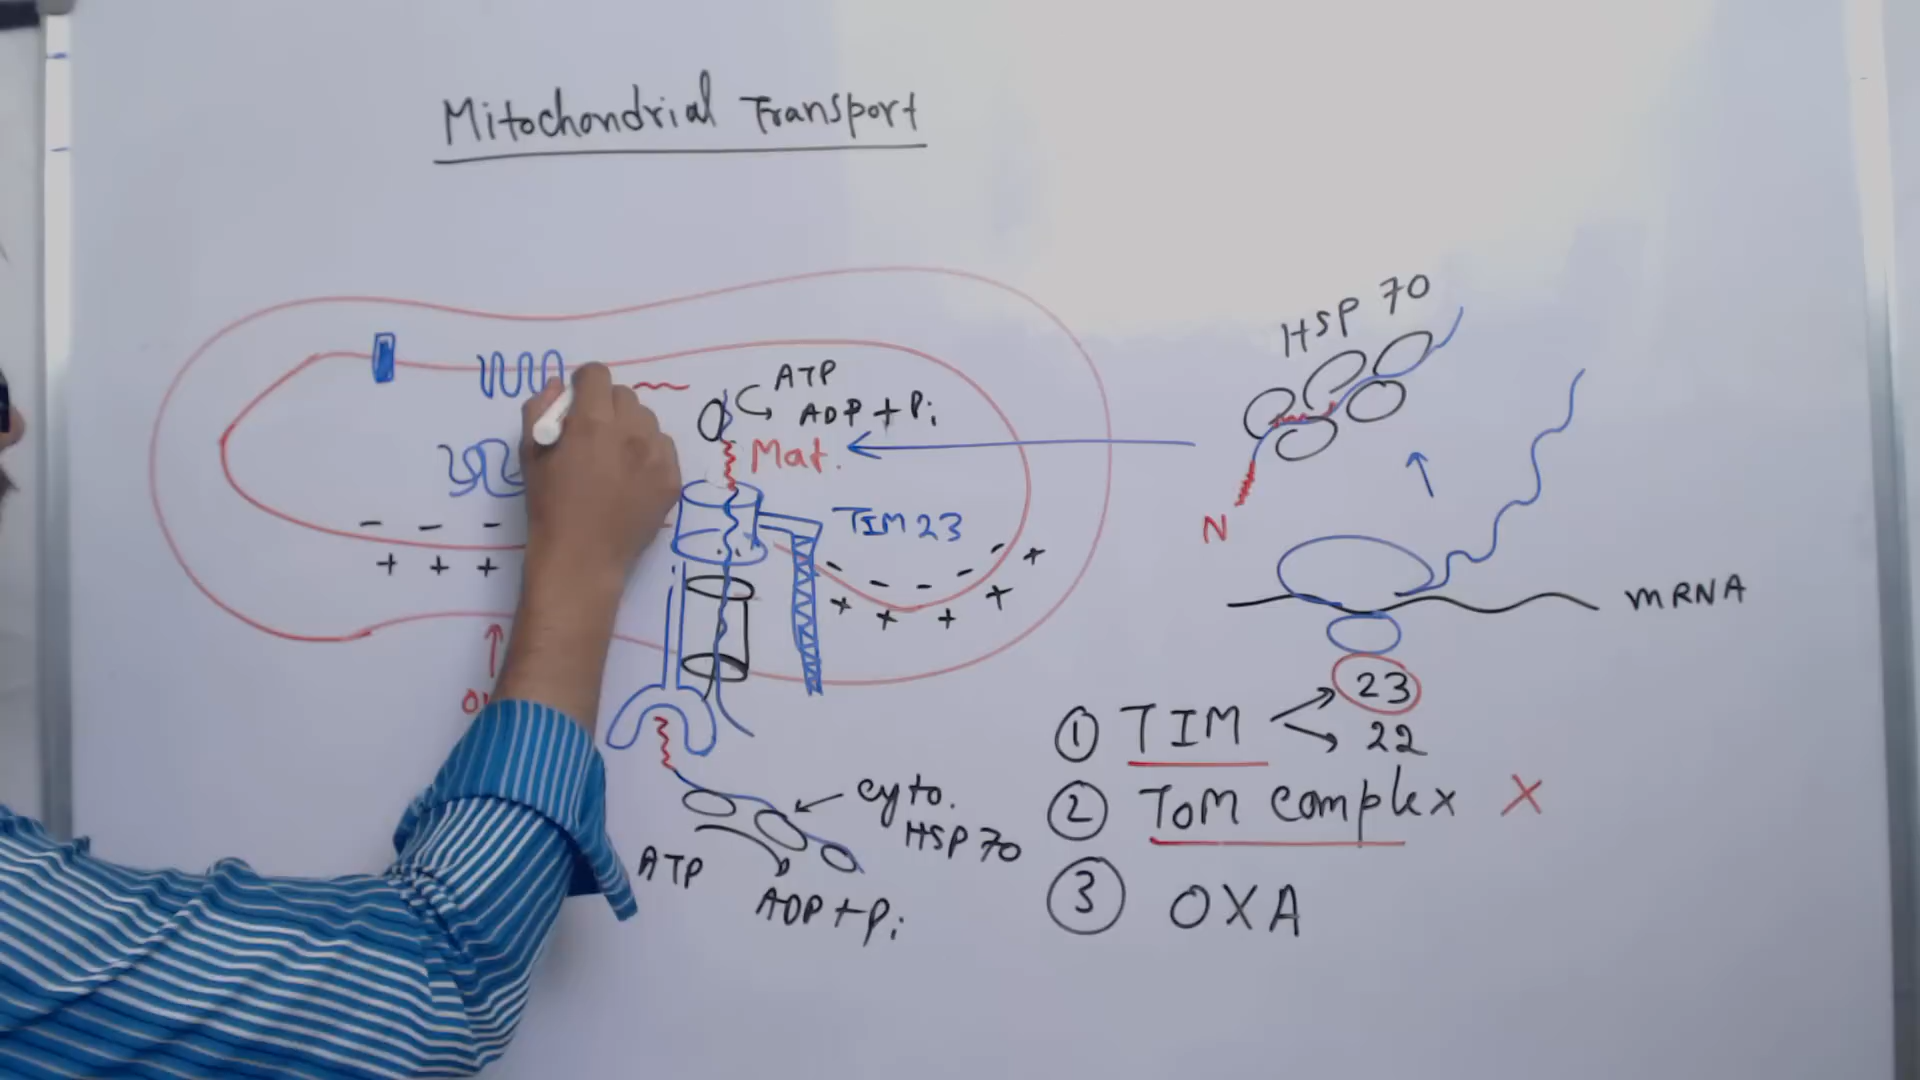 Mitochondrial Transport
HSP 70
ATP
ADP + Pi
Mat.
TIM 23
N
- - -
+ + +
- - - - -
+ + + + +
mRNA
23
① TIM
22
② TOM complex X
③ OXA
cyto.
HSP 70
ATP
ADP + Pi